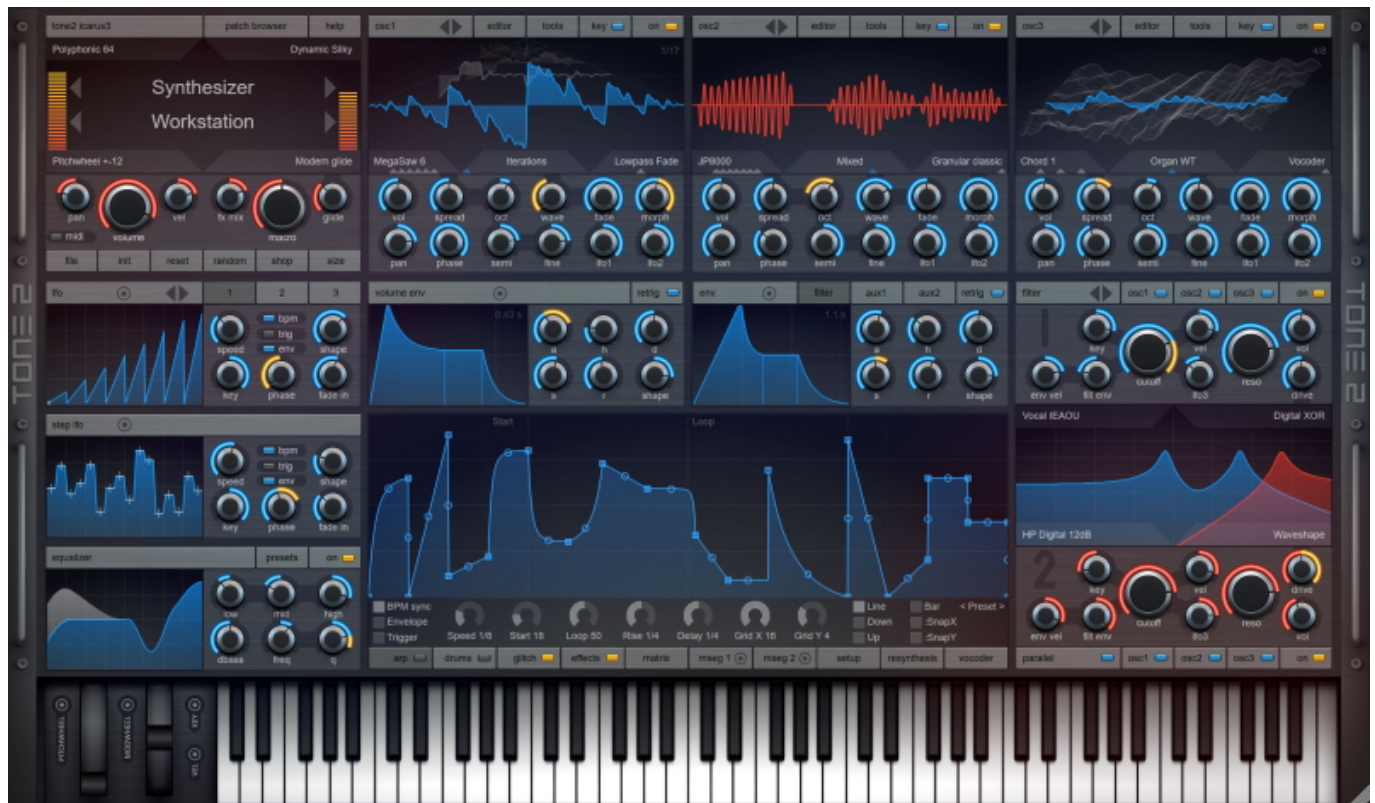 tone2 icarus3 patch browser help
Polyphonic 64 Dynamic Silky
Synthesizer
Workstation
Pitchwheel +-12 Modern glide
pan volume vel fx mix macro glide
midi
file init reset random shop size
osc1 editor tools key on
1/17
MegaSaw 6 Iterations Lowpass Fade
vol spread oct wave fade morph
pan phase semi fine lfo1 lfo2
osc2 editor tools key on
JP8000 Mixed Granular classic
vol spread oct wave fade morph
pan phase semi fine lfo1 lfo2
osc3 editor tools key on
4/8
Chord 1 Organ WT Vocoder
vol spread oct wave fade morph
pan phase semi fine lfo1 lfo2
TONE2
lfo 1 2 3
speed bpm trig env shape
key phase fade in
volume env retrig
0.43 s
a h d
s r shape
env filter aux1 aux2 retrig
1.1 s
a h d
s r shape
filter osc1 osc2 osc3 on
1
key cutoff vel reso vol
env vel filt env lfo3 drive
TONE 2
step lfo
speed bpm trig env shape
key phase fade in
Start Loop
Vocal IEAOU Digital XOR
HP Digital 12dB Waveshape
equalizer presets on
low mid high
dbass freq q
BPM sync
Envelope
Trigger
Speed 1/8 Start 16 Loop 50 Rise 1/4 Delay 1/4 Grid X 16 Grid Y 4
Line Bar < Preset >
Down :SnapX
Up :SnapY
arp drums glitch effects matrix mseg 1 mseg 2 setup resynthesis vocoder
2
key cutoff vel reso drive
env vel filt env lfo3 vol
parallel osc1 osc2 osc3 on
PITCHWHEEL MODWHEEL KEY
VEL